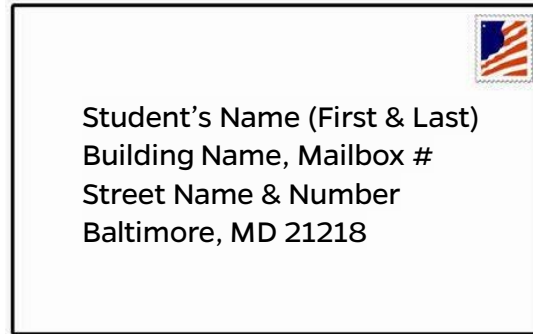 Student’s Name (First & Last)
Building Name, Mailbox #
Street Name & Number
Baltimore, MD 21218